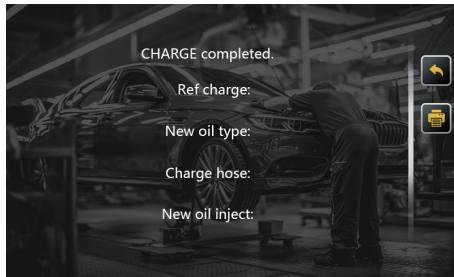 CHARGE completed.
Ref charge:
New oil type:
Charge hose:
New oil inject: